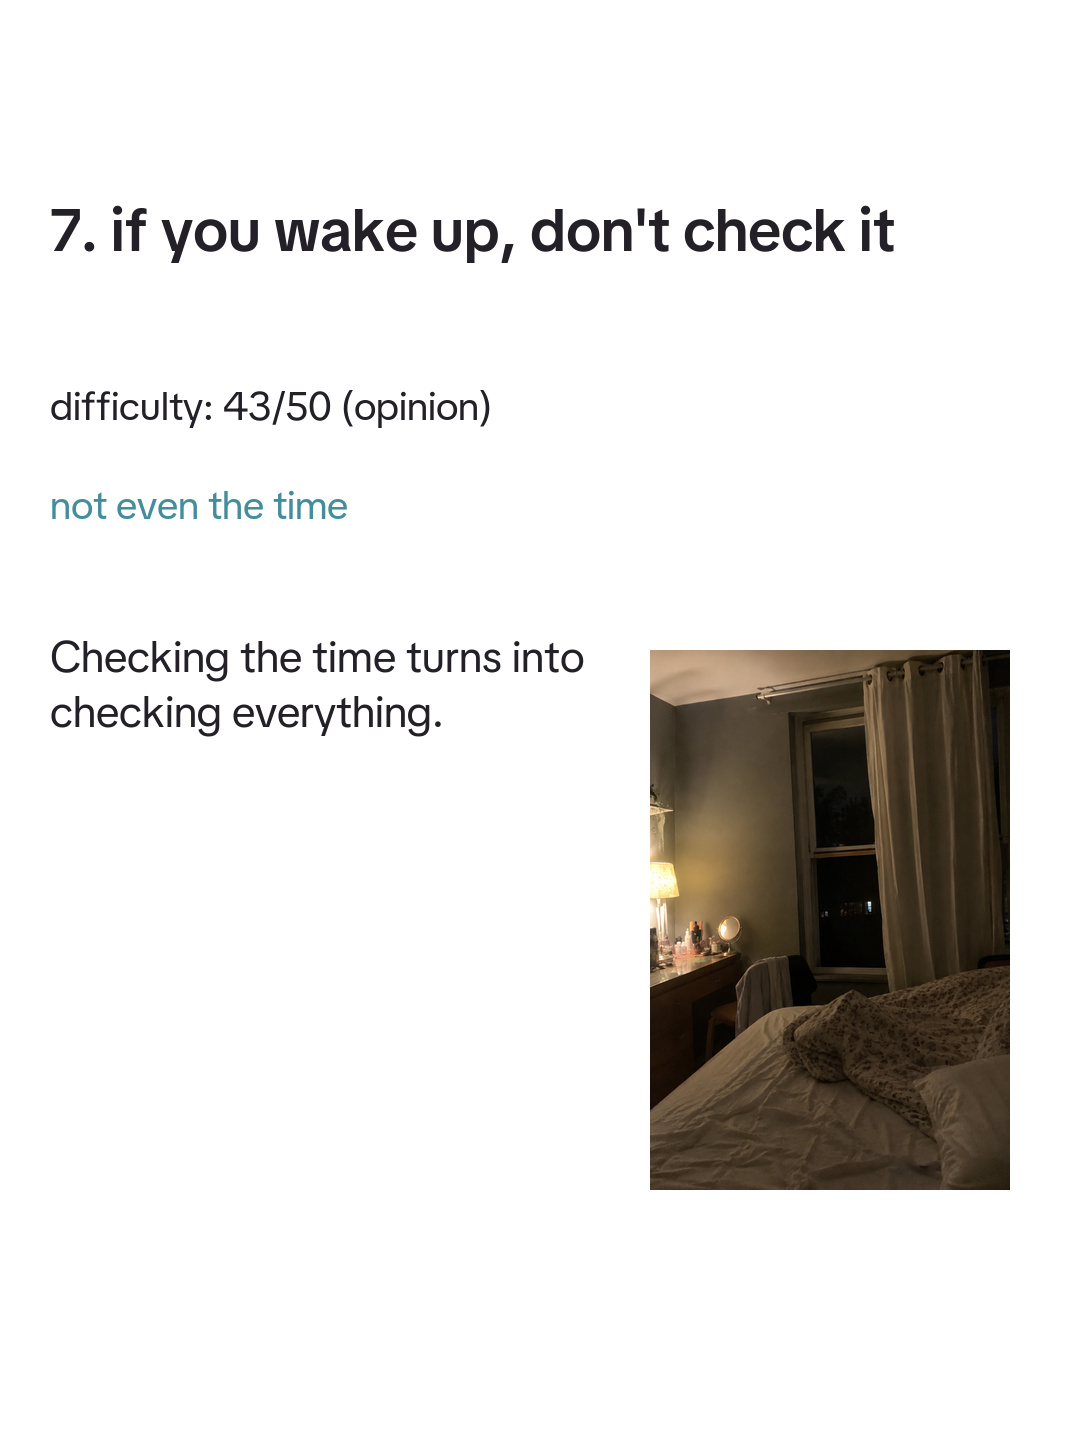 7. if you wake up, don't check it
difficulty: 43/50 (opinion)
not even the time
Checking the time turns into
checking everything.